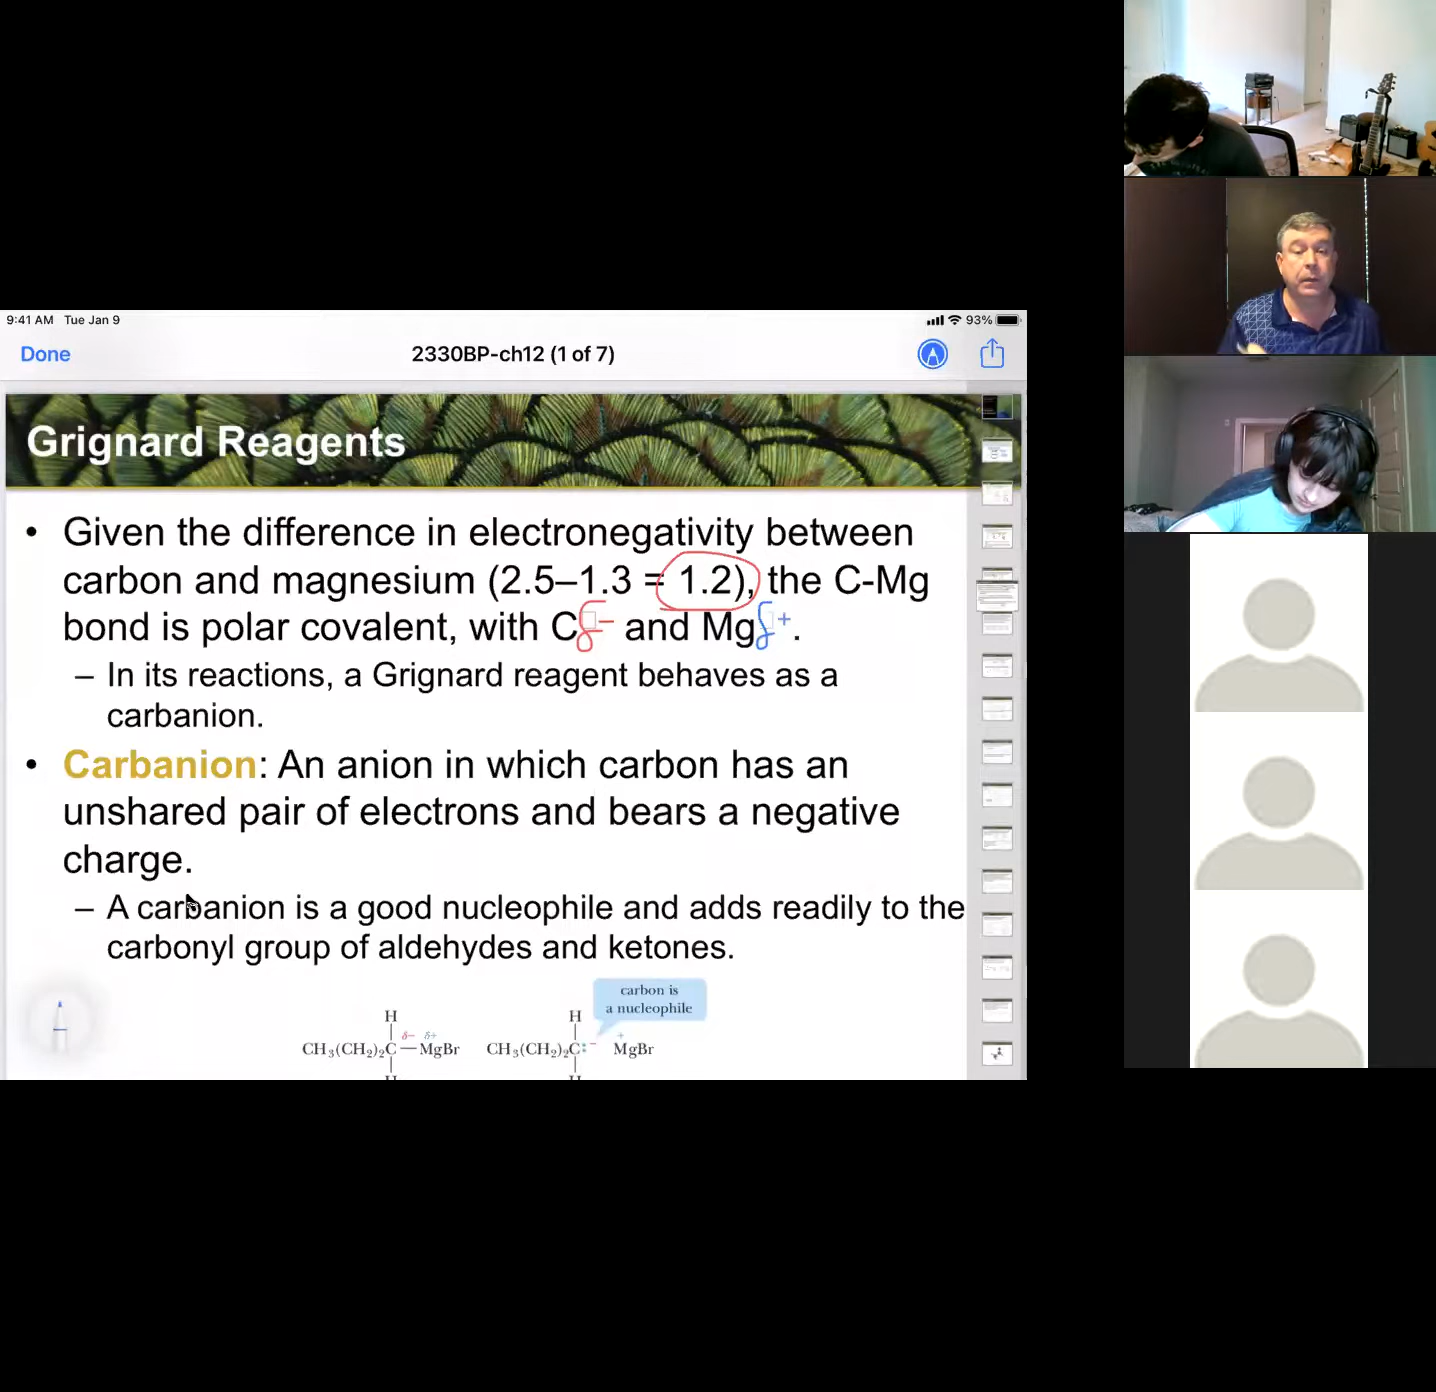 9:41 AM Tue Jan 9
93%
Done
2330BP-ch12 (1 of 7)
Grignard Reagents
• Given the difference in electronegativity between
carbon and magnesium (2.5–1.3 = 1.2), the C-Mg
bond is polar covalent, with Cδ− and Mgδ+.
– In its reactions, a Grignard reagent behaves as a
carbanion.
• Carbanion: An anion in which carbon has an
unshared pair of electrons and bears a negative
charge.
– A carbanion is a good nucleophile and adds readily to the
carbonyl group of aldehydes and ketones.
carbon is
a nucleophile
H H
δ− δ+ − +
CH₃(CH₂)₂C—MgBr CH₃(CH₂)₂C: MgBr
H H